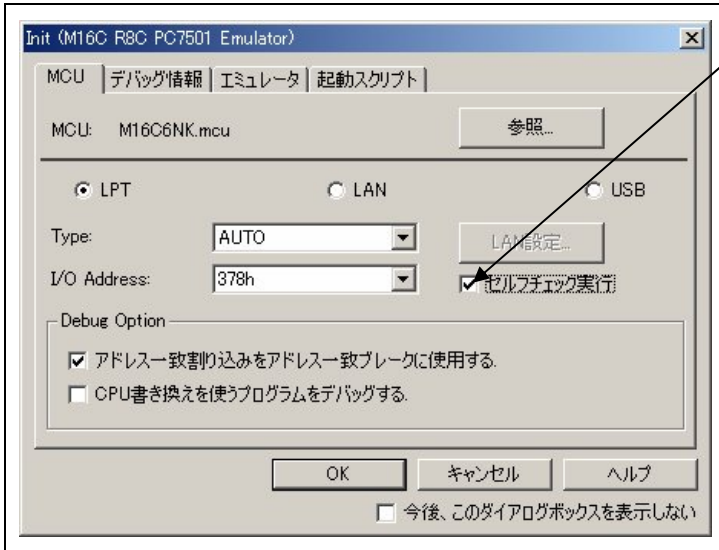 Init (M16C R8C PC7501 Emulator)
MCU デバッグ情報 エミュレータ 起動スクリプト
MCU: M16C6NK.mcu 参照...
LPT LAN USB
Type: AUTO LAN設定...
I/O Address: 378h セルフチェック実行
Debug Option
アドレス一致割り込みをアドレス一致ブレークに使用する.
CPU書き換えを使うプログラムをデバッグする.
OK キャンセル ヘルプ
今後、このダイアログボックスを表示しない